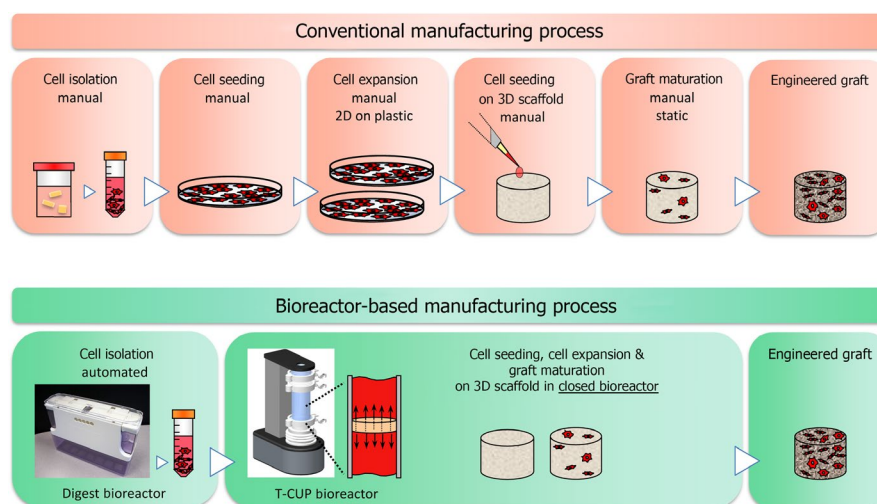 Conventional manufacturing process
Cell isolation
manual
Cell seeding
manual
Cell expansion
manual
2D on plastic
Cell seeding
on 3D scaffold
manual
Graft maturation
manual
static
Engineered graft
Bioreactor-based manufacturing process
Cell isolation
automated
Digest bioreactor
T-CUP bioreactor
Cell seeding, cell expansion &
graft maturation
on 3D scaffold in closed bioreactor
Engineered graft